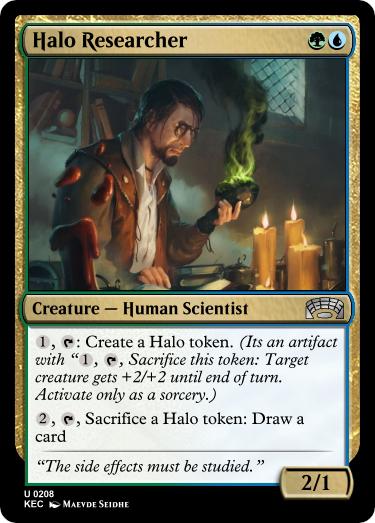 Halo Researcher
Creature — Human Scientist
1, T: Create a Halo token. (Its an artifact
with “1, T, Sacrifice this token: Target
creature gets +2/+2 until end of turn.
Activate only as a sorcery.)
2, T, Sacrifice a Halo token: Draw a
card
“The side effects must be studied.”
2/1
U 0208
KEC Maevde Seidhe